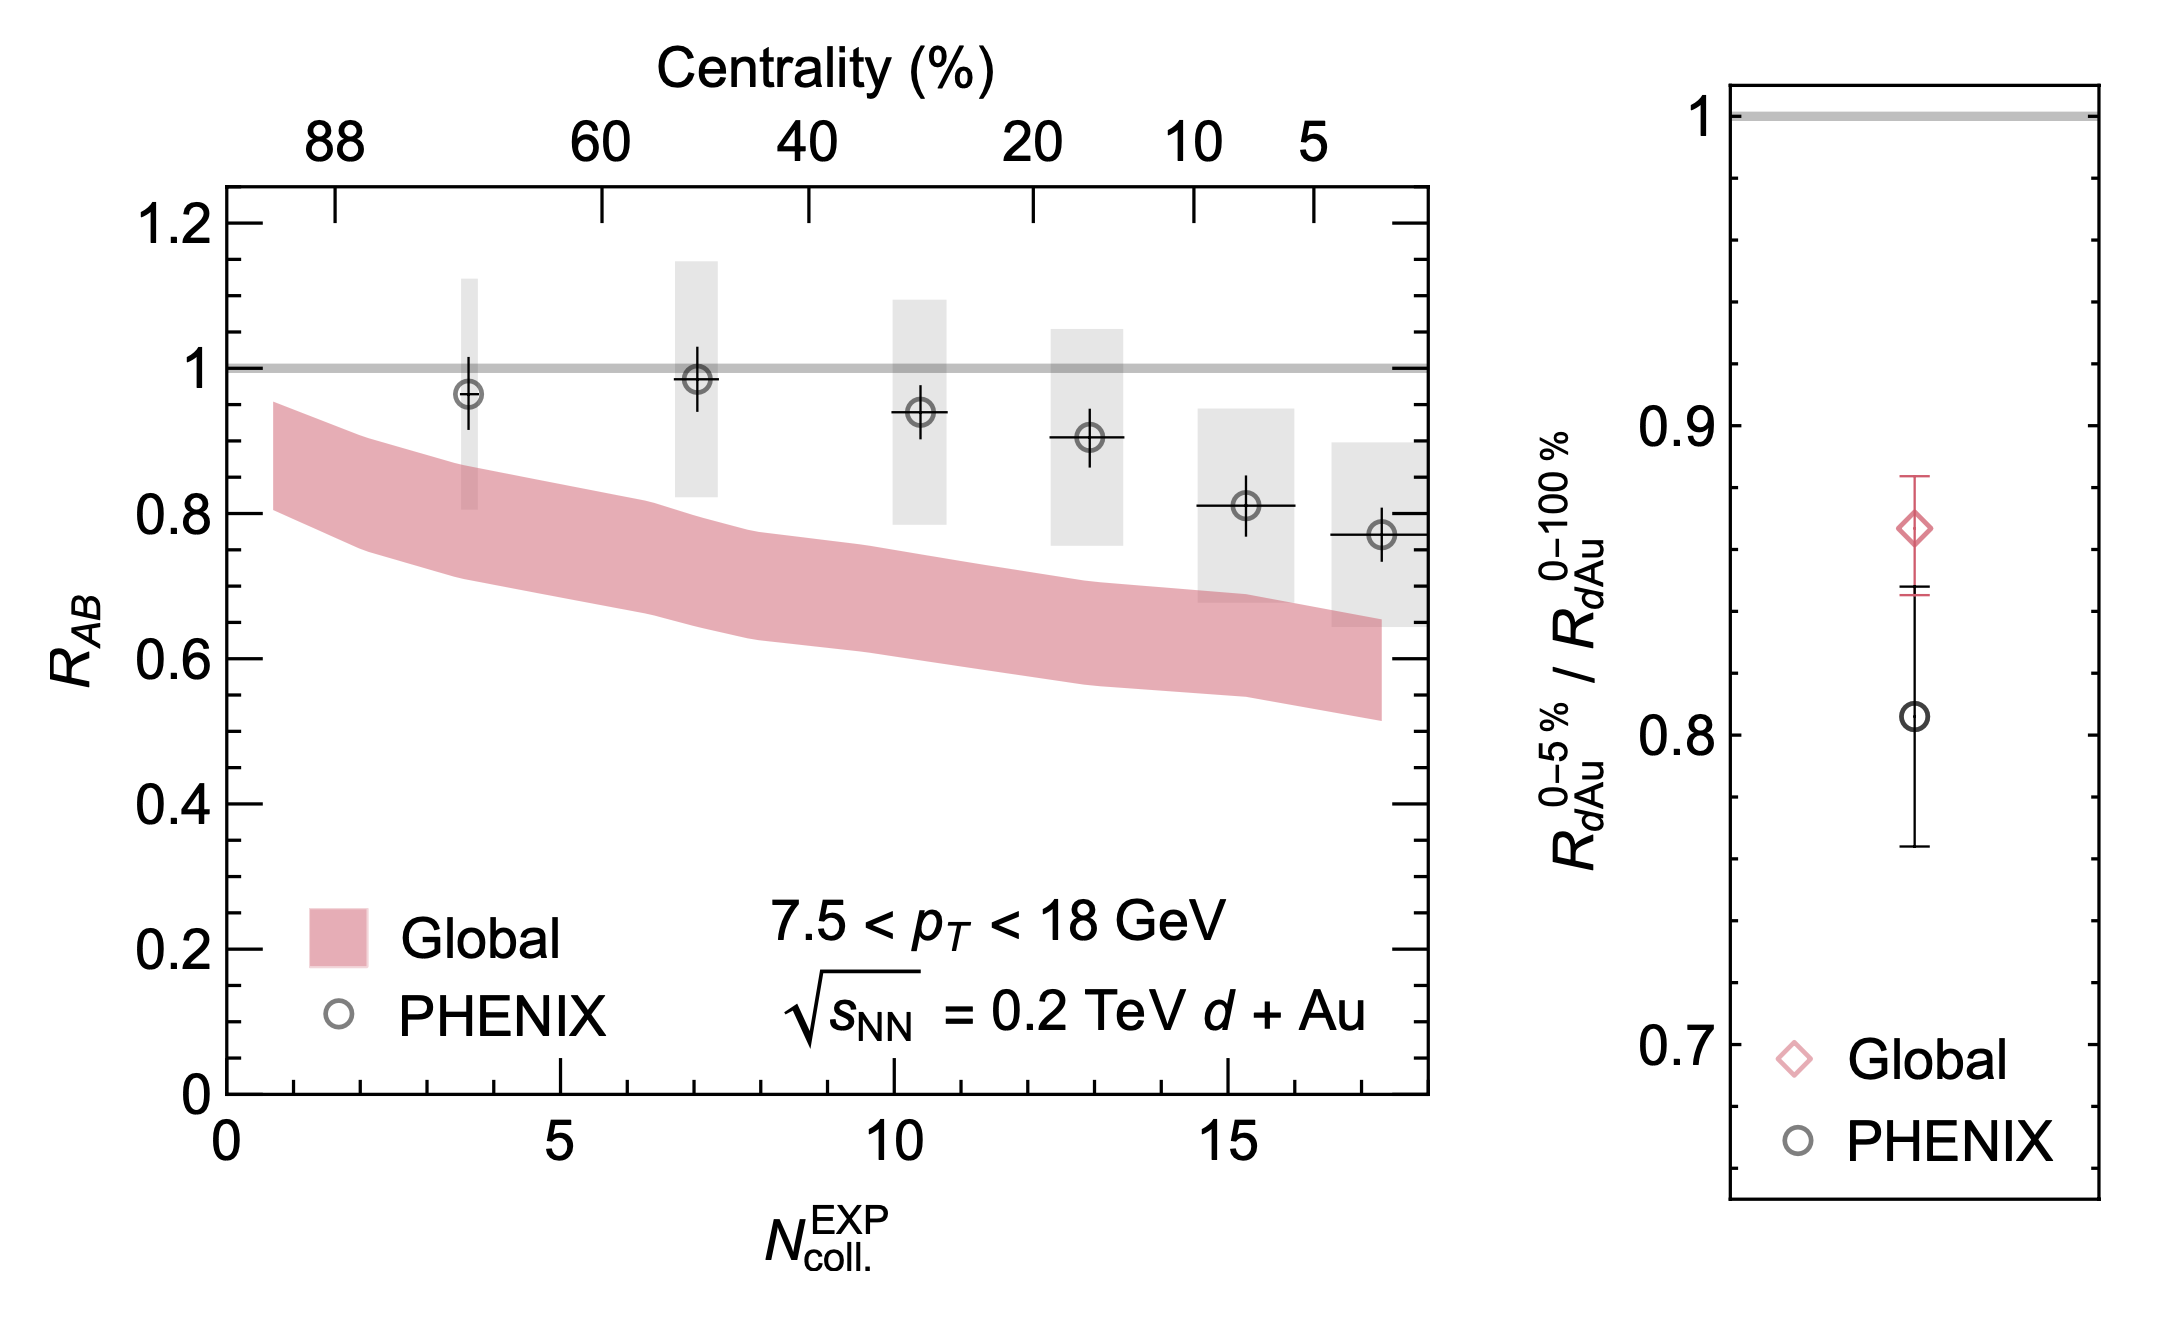 Centrality (%)
88 60 40 20 10 5
1.2
1
0.8
0.6
0.4
0.2
0
R_AB
Global
PHENIX
7.5 < p_T < 18 GeV
√s_NN = 0.2 TeV d + Au
0 5 10 15
N_coll.^EXP
1
0.9
0.8
0.7
R_dAu^0−5 % / R_dAu^0−100 %
Global
PHENIX